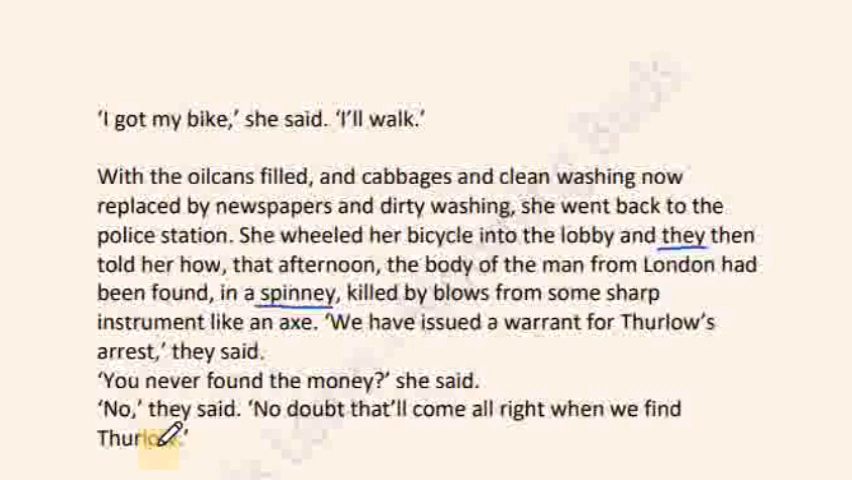 ‘I got my bike,’ she said. ‘I’ll walk.’
With the oilcans filled, and cabbages and clean washing now
replaced by newspapers and dirty washing, she went back to the
police station. She wheeled her bicycle into the lobby and they then
told her how, that afternoon, the body of the man from London had
been found, in a spinney, killed by blows from some sharp
instrument like an axe. ‘We have issued a warrant for Thurlow’s
arrest,’ they said.
‘You never found the money?’ she said.
‘No,’ they said. ‘No doubt that’ll come all right when we find
Thurlow.’